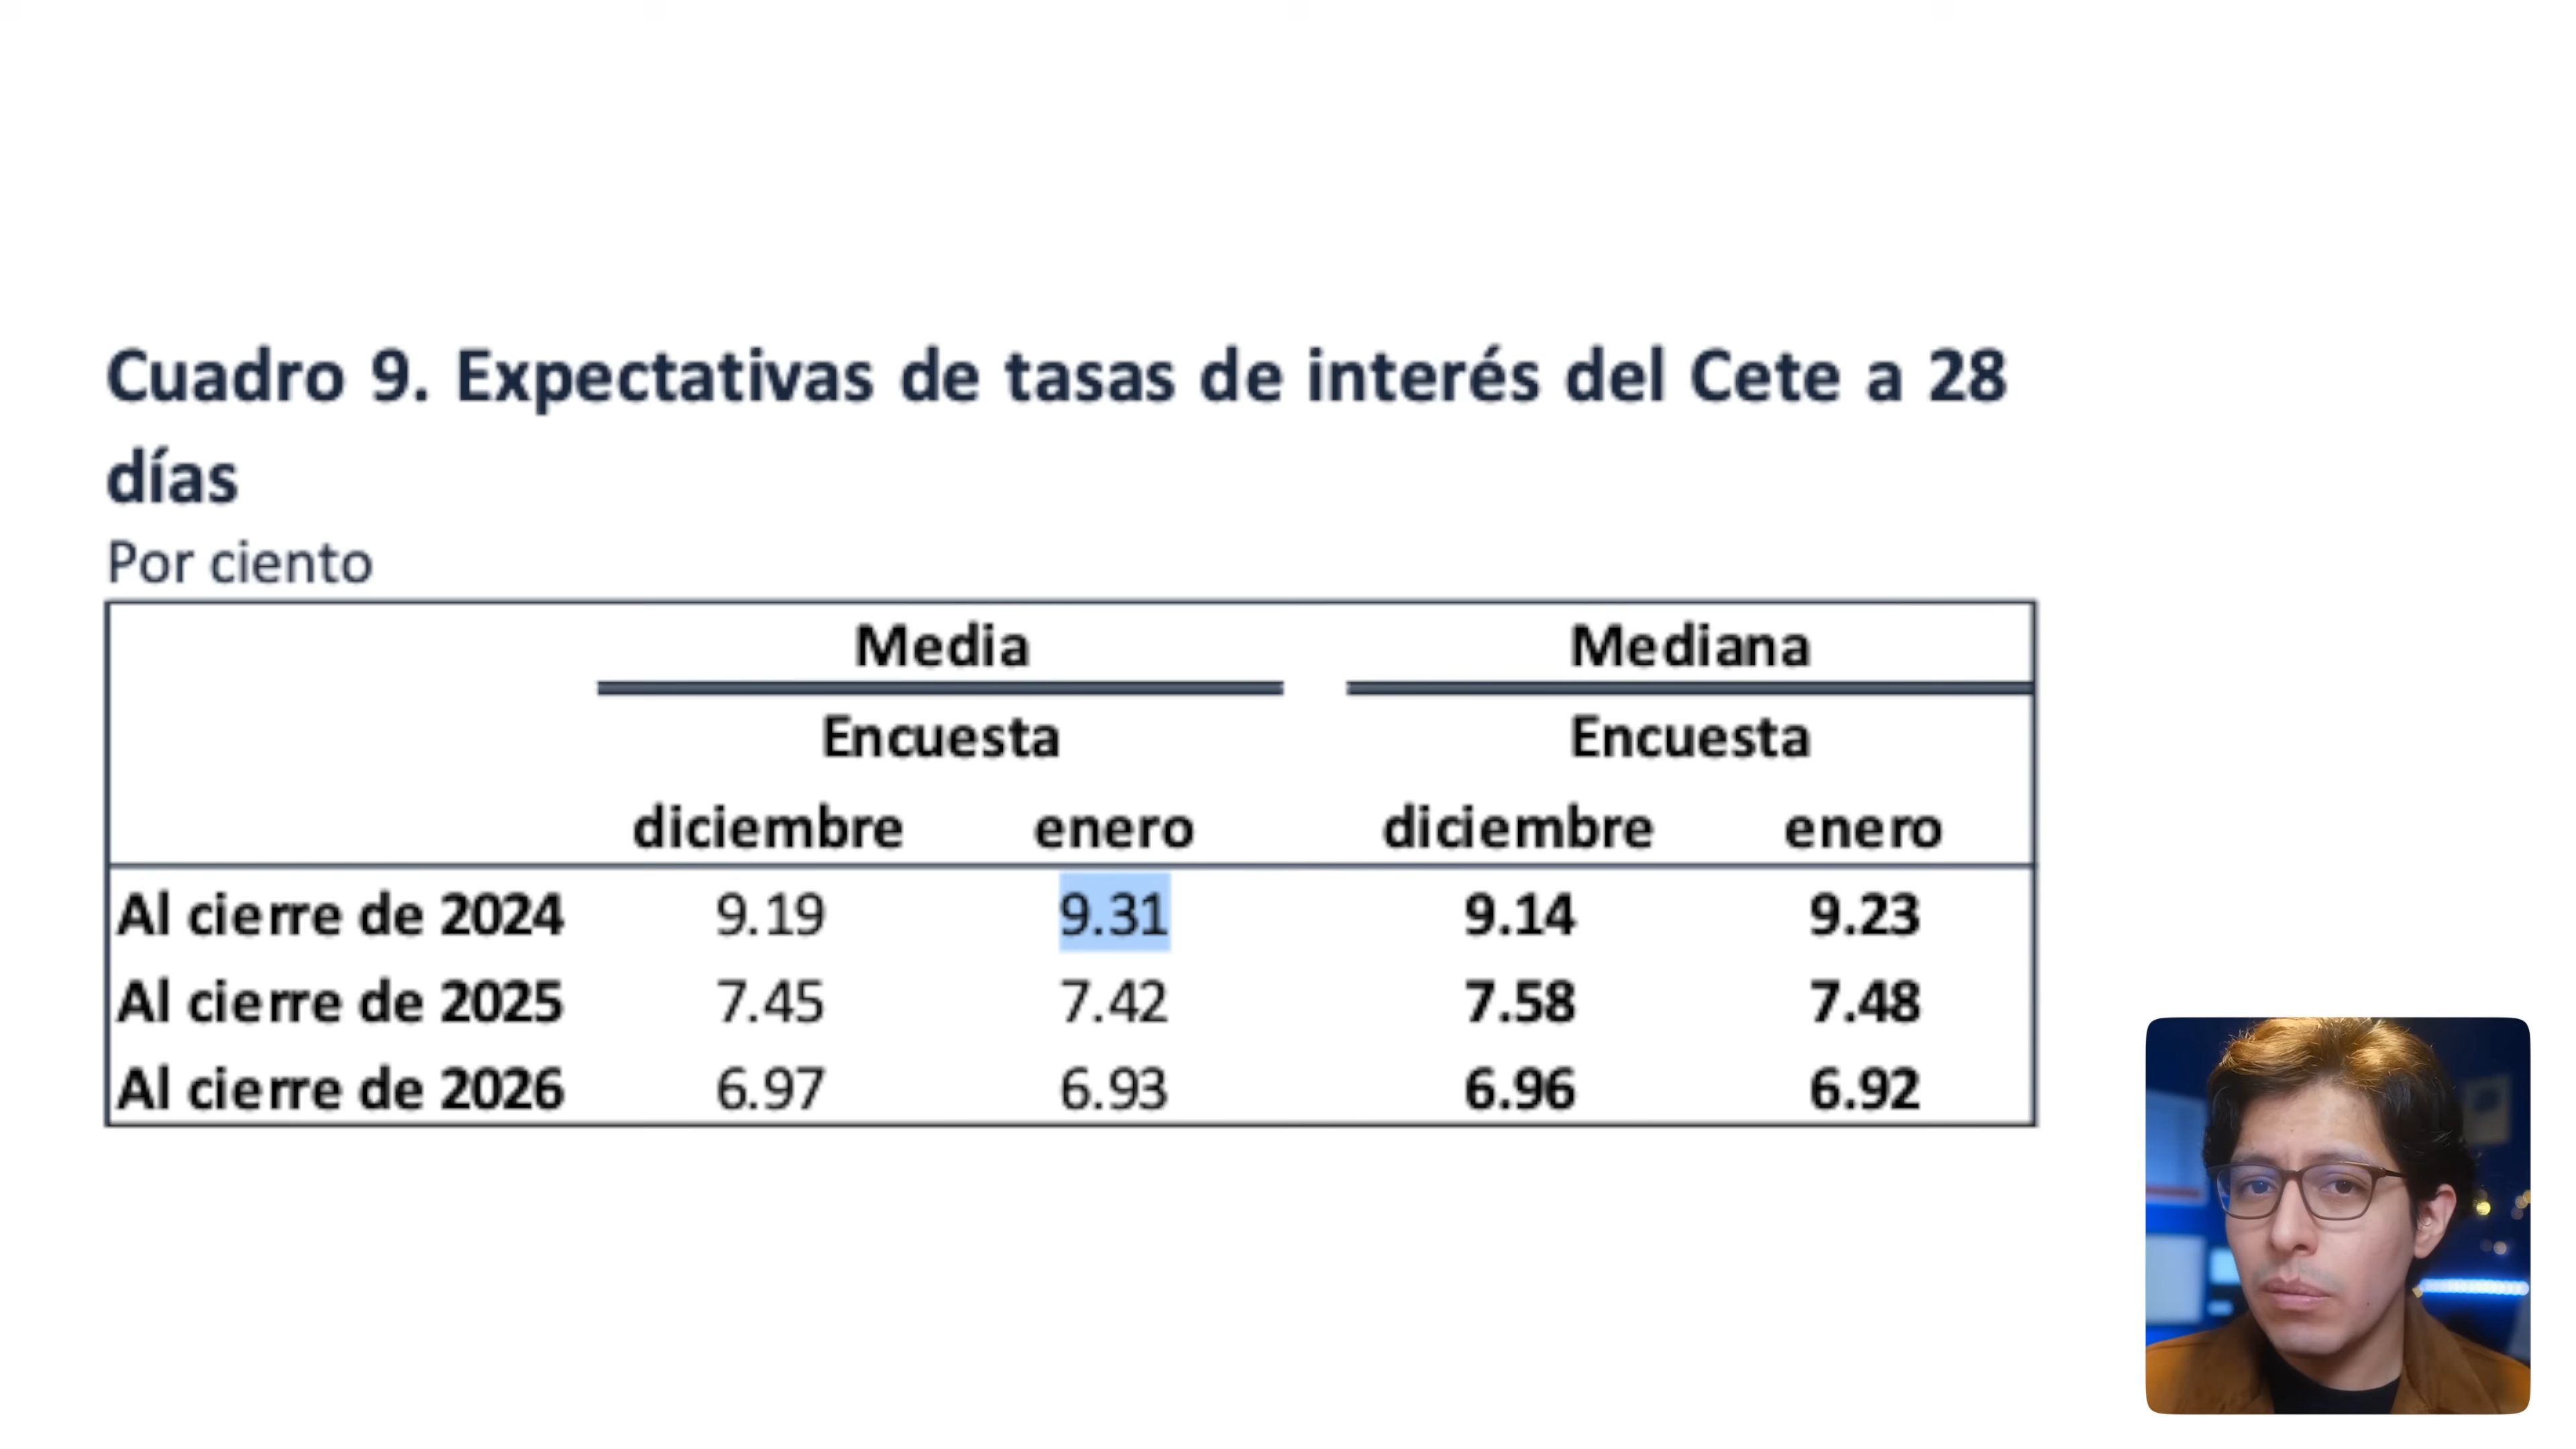 Cuadro 9. Expectativas de tasas de interés del Cete a 28
días
Por ciento
Media Mediana
Encuesta Encuesta
diciembre enero diciembre enero
Al cierre de 2024 9.19 9.31 9.14 9.23
Al cierre de 2025 7.45 7.42 7.58 7.48
Al cierre de 2026 6.97 6.93 6.96 6.92